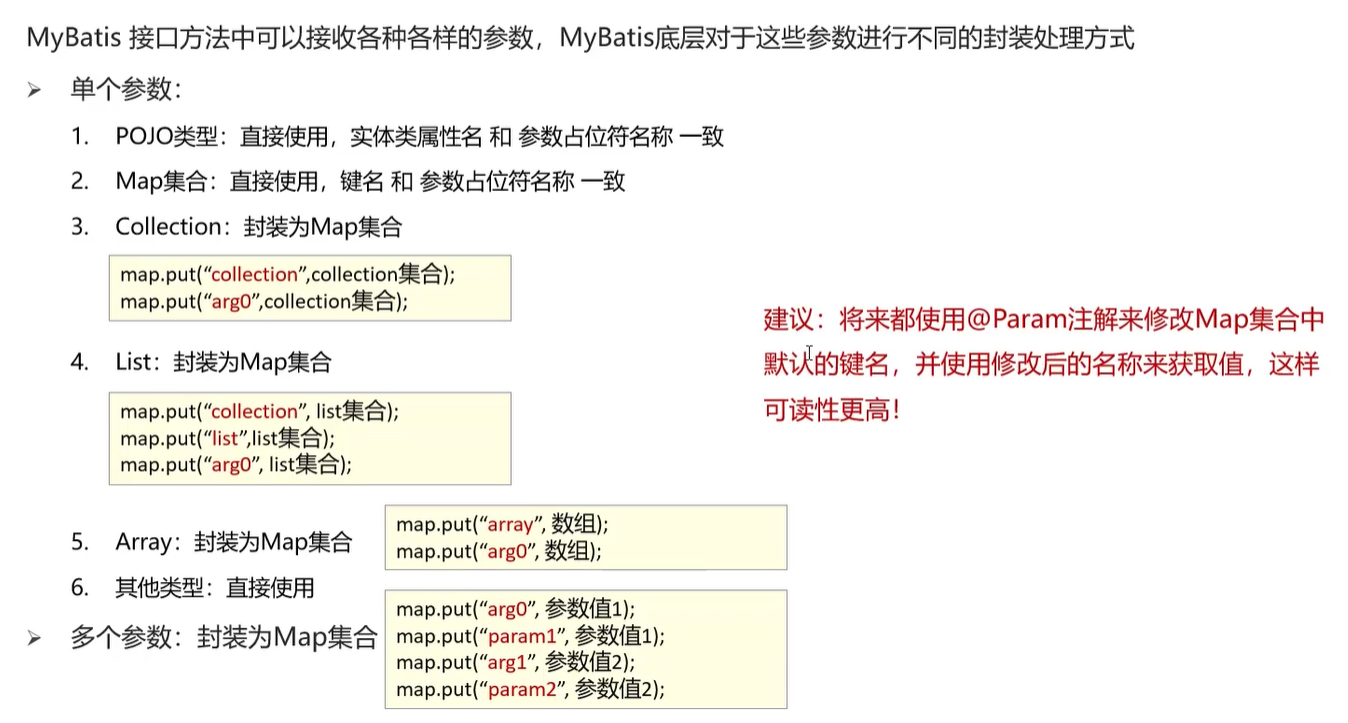 MyBatis 接口方法中可以接收各种各样的参数，MyBatis底层对于这些参数进行不同的封装处理方式
➢ 单个参数：
1. POJO类型：直接使用，实体类属性名 和 参数占位符名称 一致
2. Map集合：直接使用，键名 和 参数占位符名称 一致
3. Collection：封装为Map集合
map.put(“collection”,collection集合);
map.put(“arg0”,collection集合);
4. List：封装为Map集合
map.put(“collection”, list集合);
map.put(“list”,list集合);
map.put(“arg0”, list集合);
5. Array：封装为Map集合
map.put(“array”, 数组);
map.put(“arg0”, 数组);
6. 其他类型：直接使用
➢ 多个参数：封装为Map集合
map.put(“arg0”, 参数值1);
map.put(“param1”, 参数值1);
map.put(“arg1”, 参数值2);
map.put(“param2”, 参数值2);
建议：将来都使用@Param注解来修改Map集合中
默认的键名，并使用修改后的名称来获取值，这样
可读性更高！